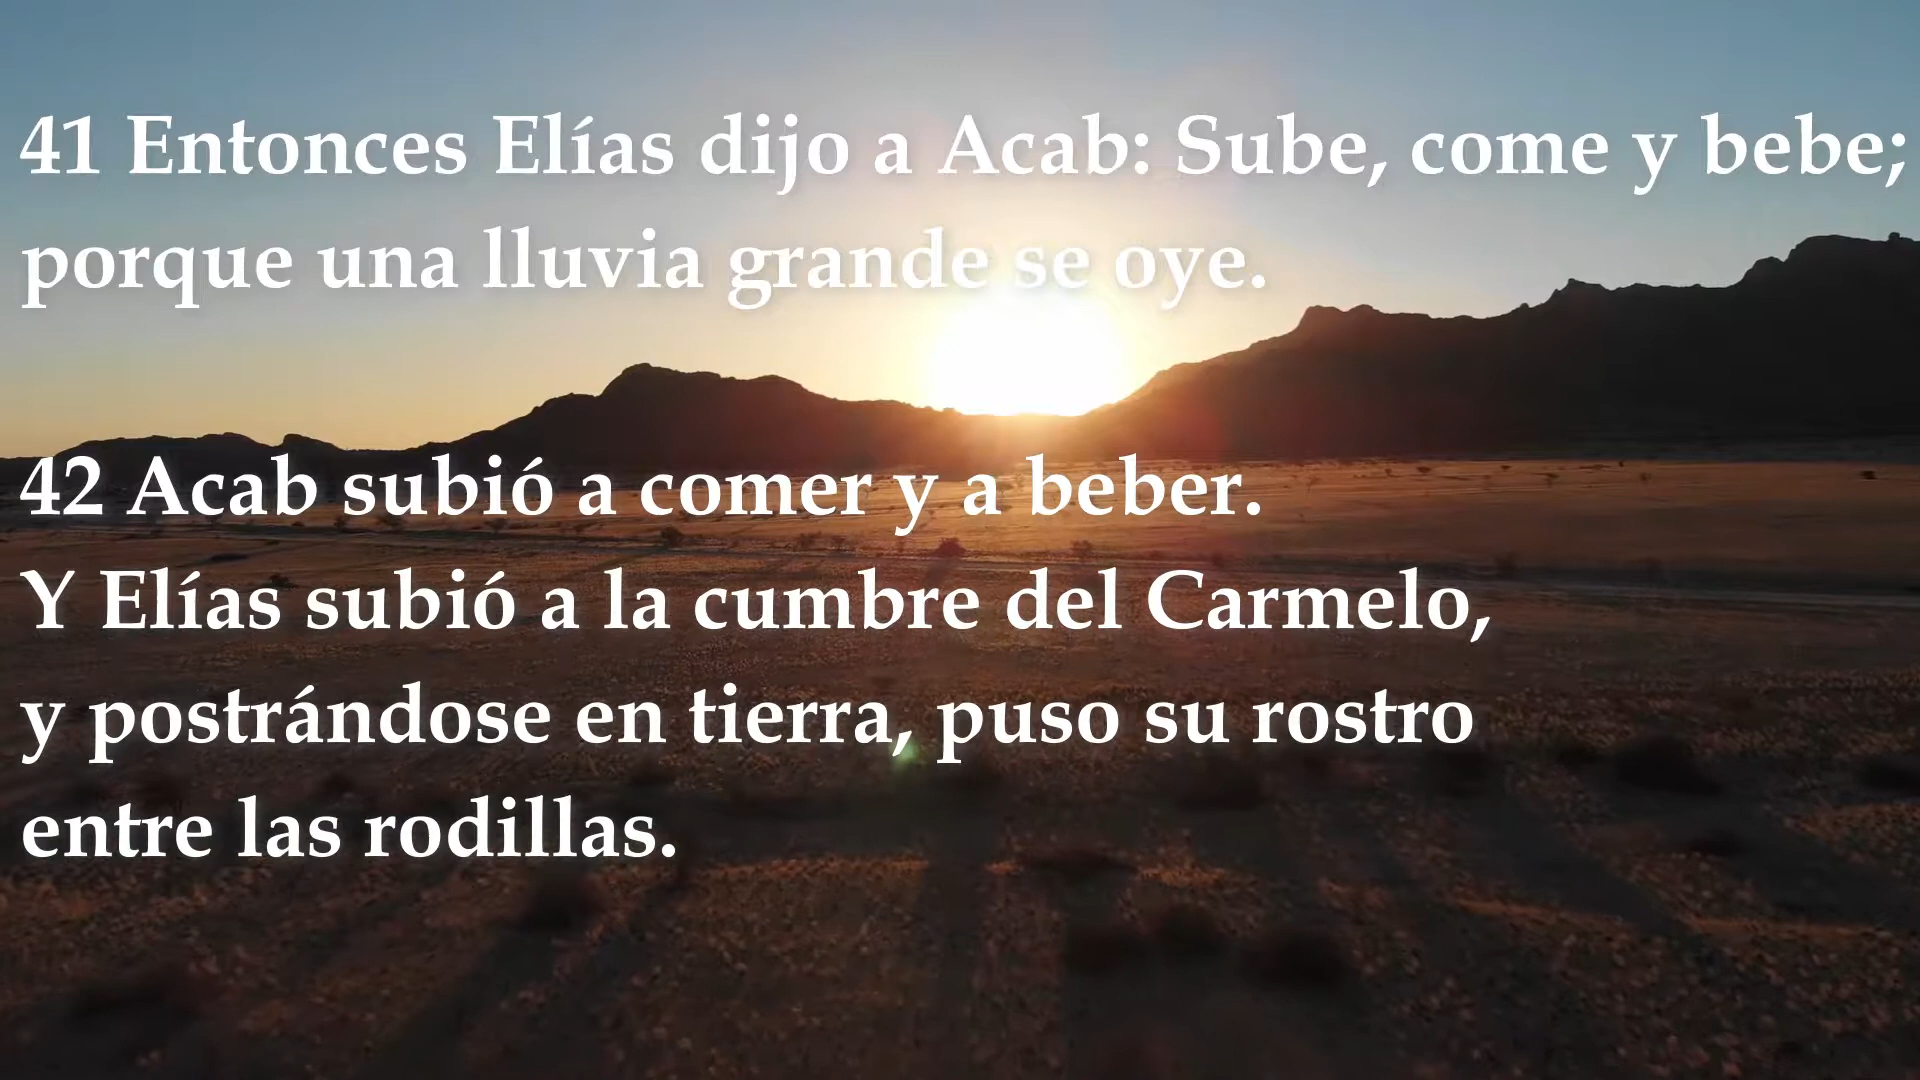 41 Entonces Elías dijo a Acab: Sube, come y bebe;
porque una lluvia grande se oye.
42 Acab subió a comer y a beber.
Y Elías subió a la cumbre del Carmelo,
y postrándose en tierra, puso su rostro
entre las rodillas.